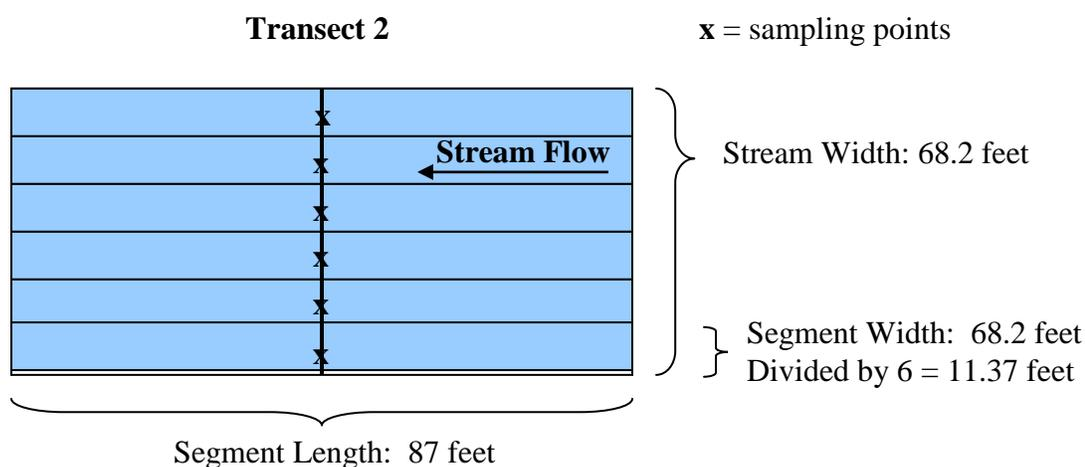 Transect 2
x = sampling points
x
x
Stream Flow
x
x
x
x
Stream Width: 68.2 feet
Segment Width:  68.2 feet
Divided by 6 = 11.37 feet
Segment Length:  87 feet